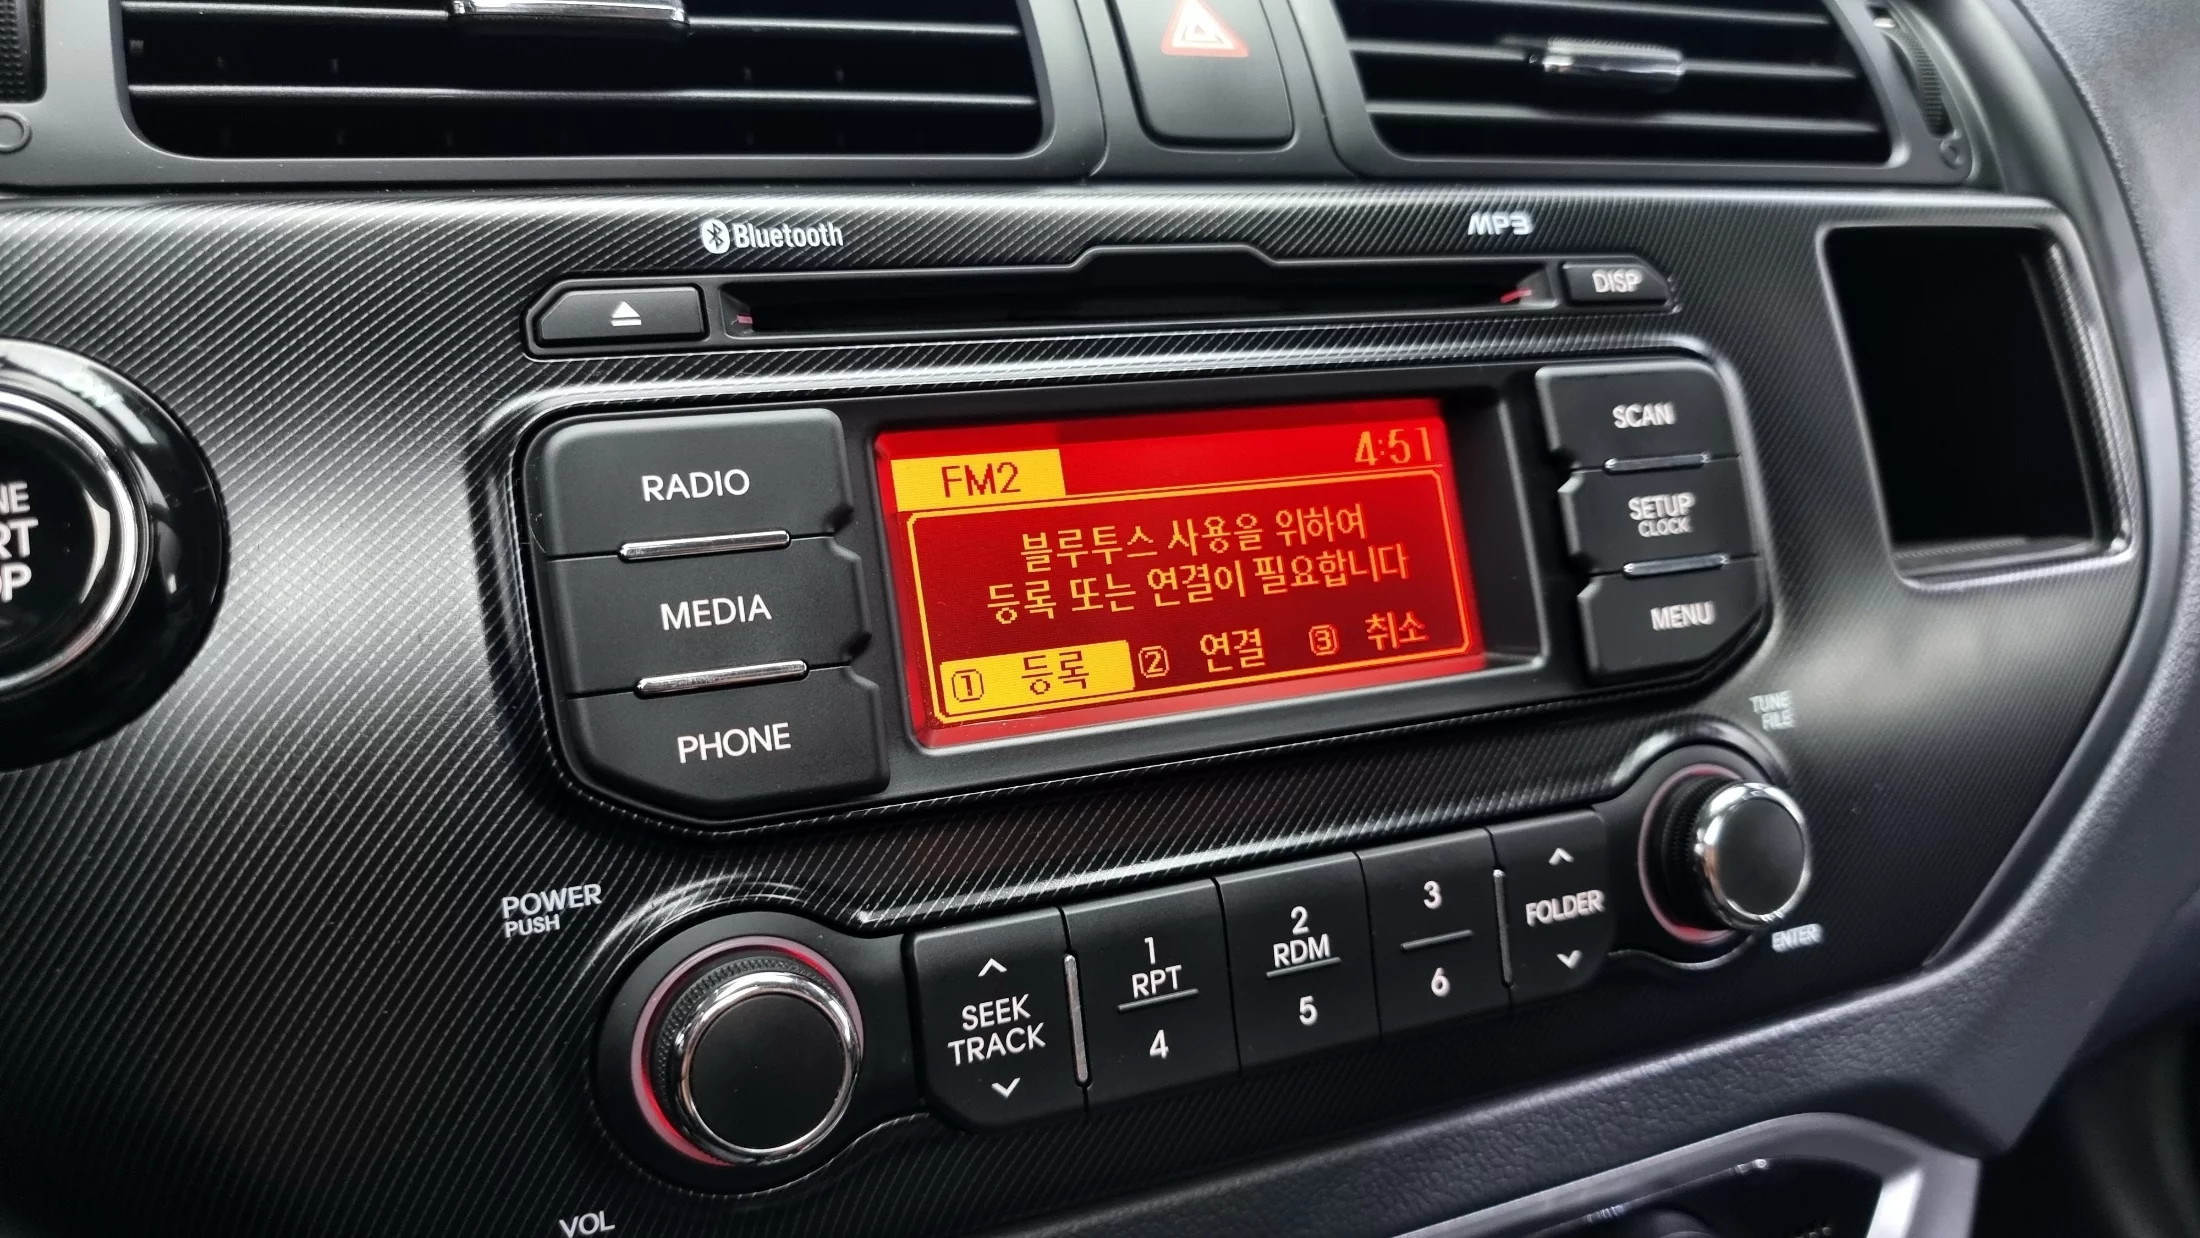 Bluetooth
MP3
DISP
RADIO
MEDIA
PHONE
FM2
4:51
블루투스 사용을 위하여
등록 또는 연결이 필요합니다
① 등록 ② 연결 ③ 취소
SCAN
SETUP
CLOCK
MENU
TUNE
FILE
ENTER
POWER
PUSH
VOL
SEEK
TRACK
1
RPT
4
2
RDM
5
3
6
FOLDER